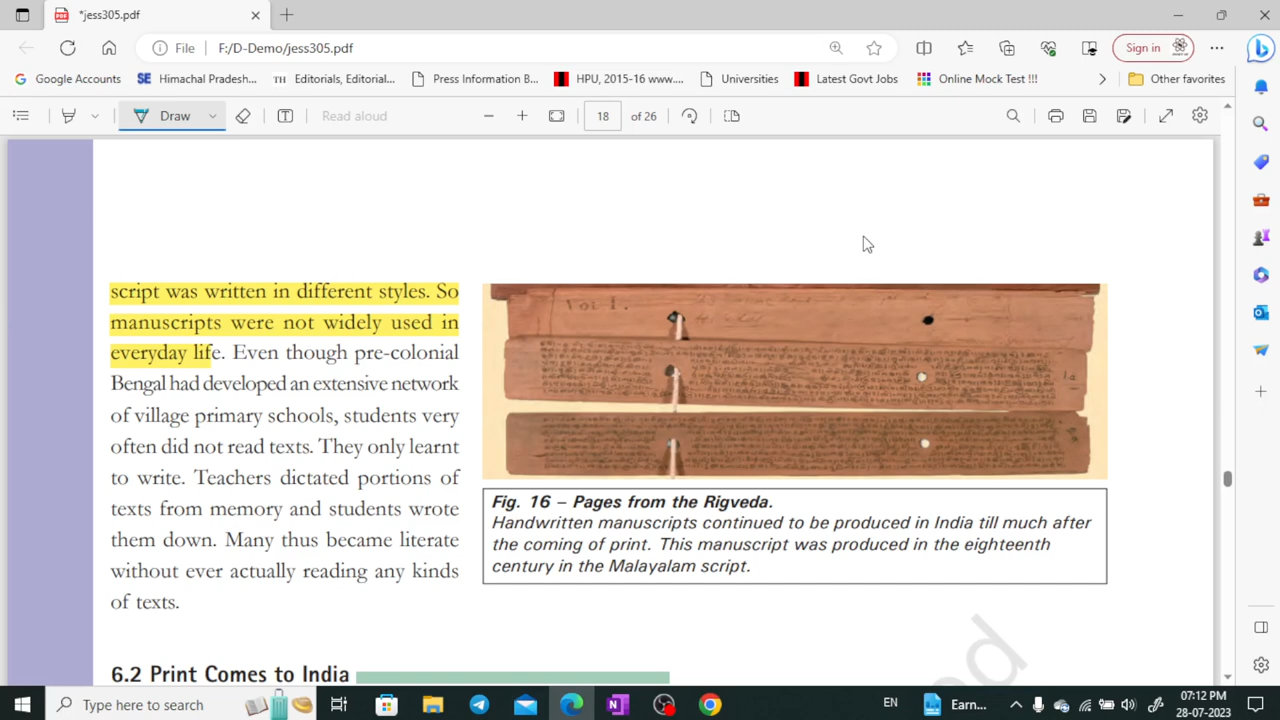 *jess305.pdf
File F:/D-Demo/jess305.pdf
Sign in
Google Accounts
SE Himachal Pradesh...
TH Editorials, Editorial...
Press Information B...
HPU, 2015-16 www....
Universities
Latest Govt Jobs
Online Mock Test !!!
Other favorites
Draw
Read aloud
18 of 26
script was written in different styles. So
manuscripts were not widely used in
everyday life. Even though pre-colonial
Bengal had developed an extensive network
of village primary schools, students very
often did not read texts. They only learnt
to write. Teachers dictated portions of
texts from memory and students wrote
them down. Many thus became literate
without ever actually reading any kinds
of texts.
Vol 1.
Fig. 16 – Pages from the Rigveda.
Handwritten manuscripts continued to be produced in India till much after
the coming of print. This manuscript was produced in the eighteenth
century in the Malayalam script.
6.2 Print Comes to India
Type here to search
EN
Earn...
07:12 PM
28-07-2023